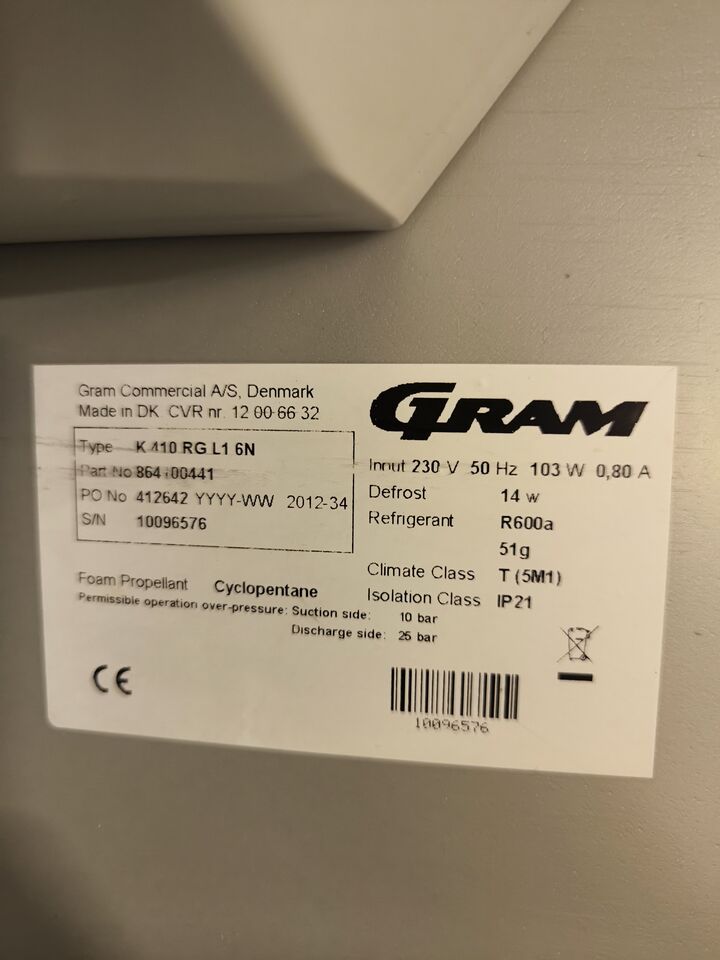 Gram Commercial A/S, Denmark
Made in DK CVR nr. 12 00 66 32
GRAM
Type K 410 RG L1 6N
Part No 864 00441
PO No 412642 YYYY-WW 2012-34
S/N 10096576
Input 230 V 50 Hz 103 W 0,80 A
Defrost 14 w
Refrigerant R600a
51g
Climate Class T (5M1)
Isolation Class IP21
Foam Propellant Cyclopentane
Permissible operation over-pressure: Suction side: 10 bar
Discharge side: 25 bar
CE
10096576